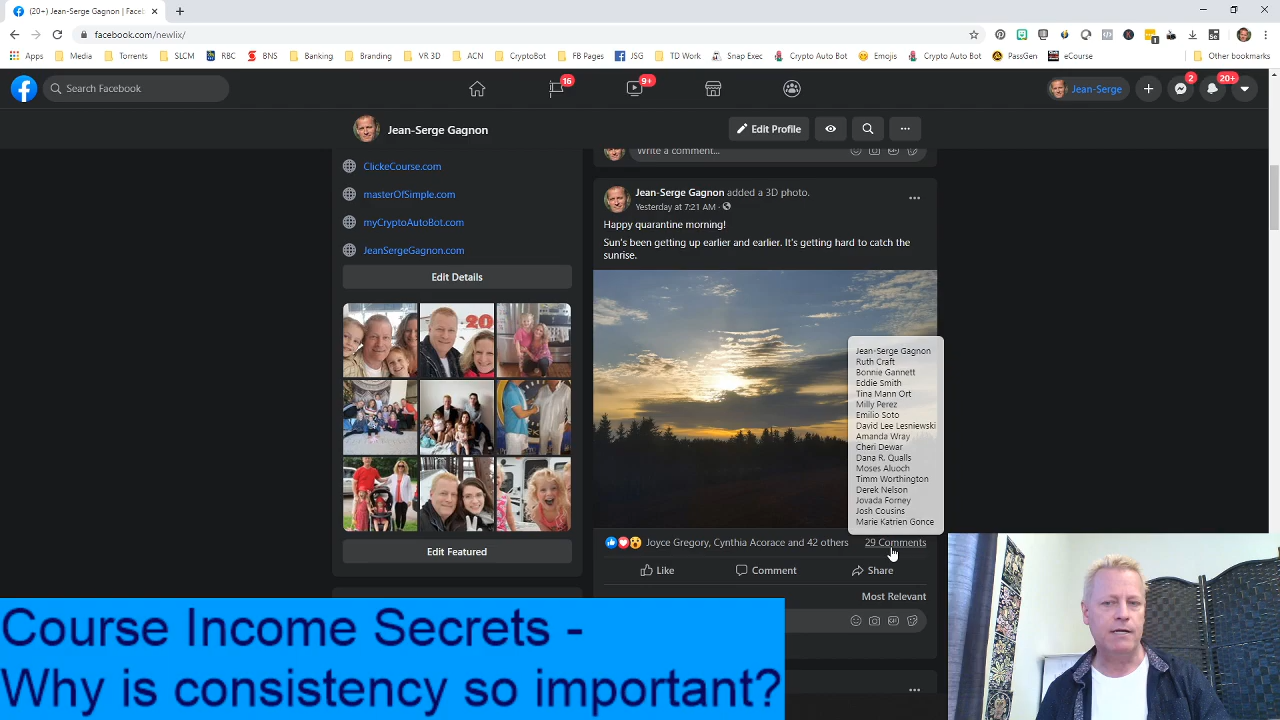 (20+) Jean-Serge Gagnon | Faceb
facebook.com/newlix/
Apps
Media
Torrents
SLCM
RBC
BNS
Banking
Branding
VR 3D
ACN
CryptoBot
FB Pages
JSG
TD Work
Snap Exec
Crypto Auto Bot
Emojis
Crypto Auto Bot
PassGen
eCourse
Other bookmarks
Search Facebook
16
9+
Jean-Serge
2
20+
Jean-Serge Gagnon
Edit Profile
ClickeCourse.com
masterOfSimple.com
myCryptoAutoBot.com
JeanSergeGagnon.com
Edit Details
20
Edit Featured
Write a comment...
Jean-Serge Gagnon added a 3D photo.
Yesterday at 7:21 AM ·
Happy quarantine morning!
Sun's been getting up earlier and earlier. It's getting hard to catch the
sunrise.
Jean-Serge Gagnon
Ruth Craft
Bonnie Gannett
Eddie Smith
Tina Mann Ort
Milly Perez
Emilio Soto
David Lee Lesniewski
Amanda Wray
Cheri Dewar
Dana R. Qualls
Moses Aluoch
Timm Worthington
Derek Nelson
Jovada Forney
Josh Cousins
Marie Katrien Gonce
Joyce Gregory, Cynthia Acorace and 42 others
29 Comments
Like
Comment
Share
Most Relevant
Course Income Secrets -
Why is consistency so important?